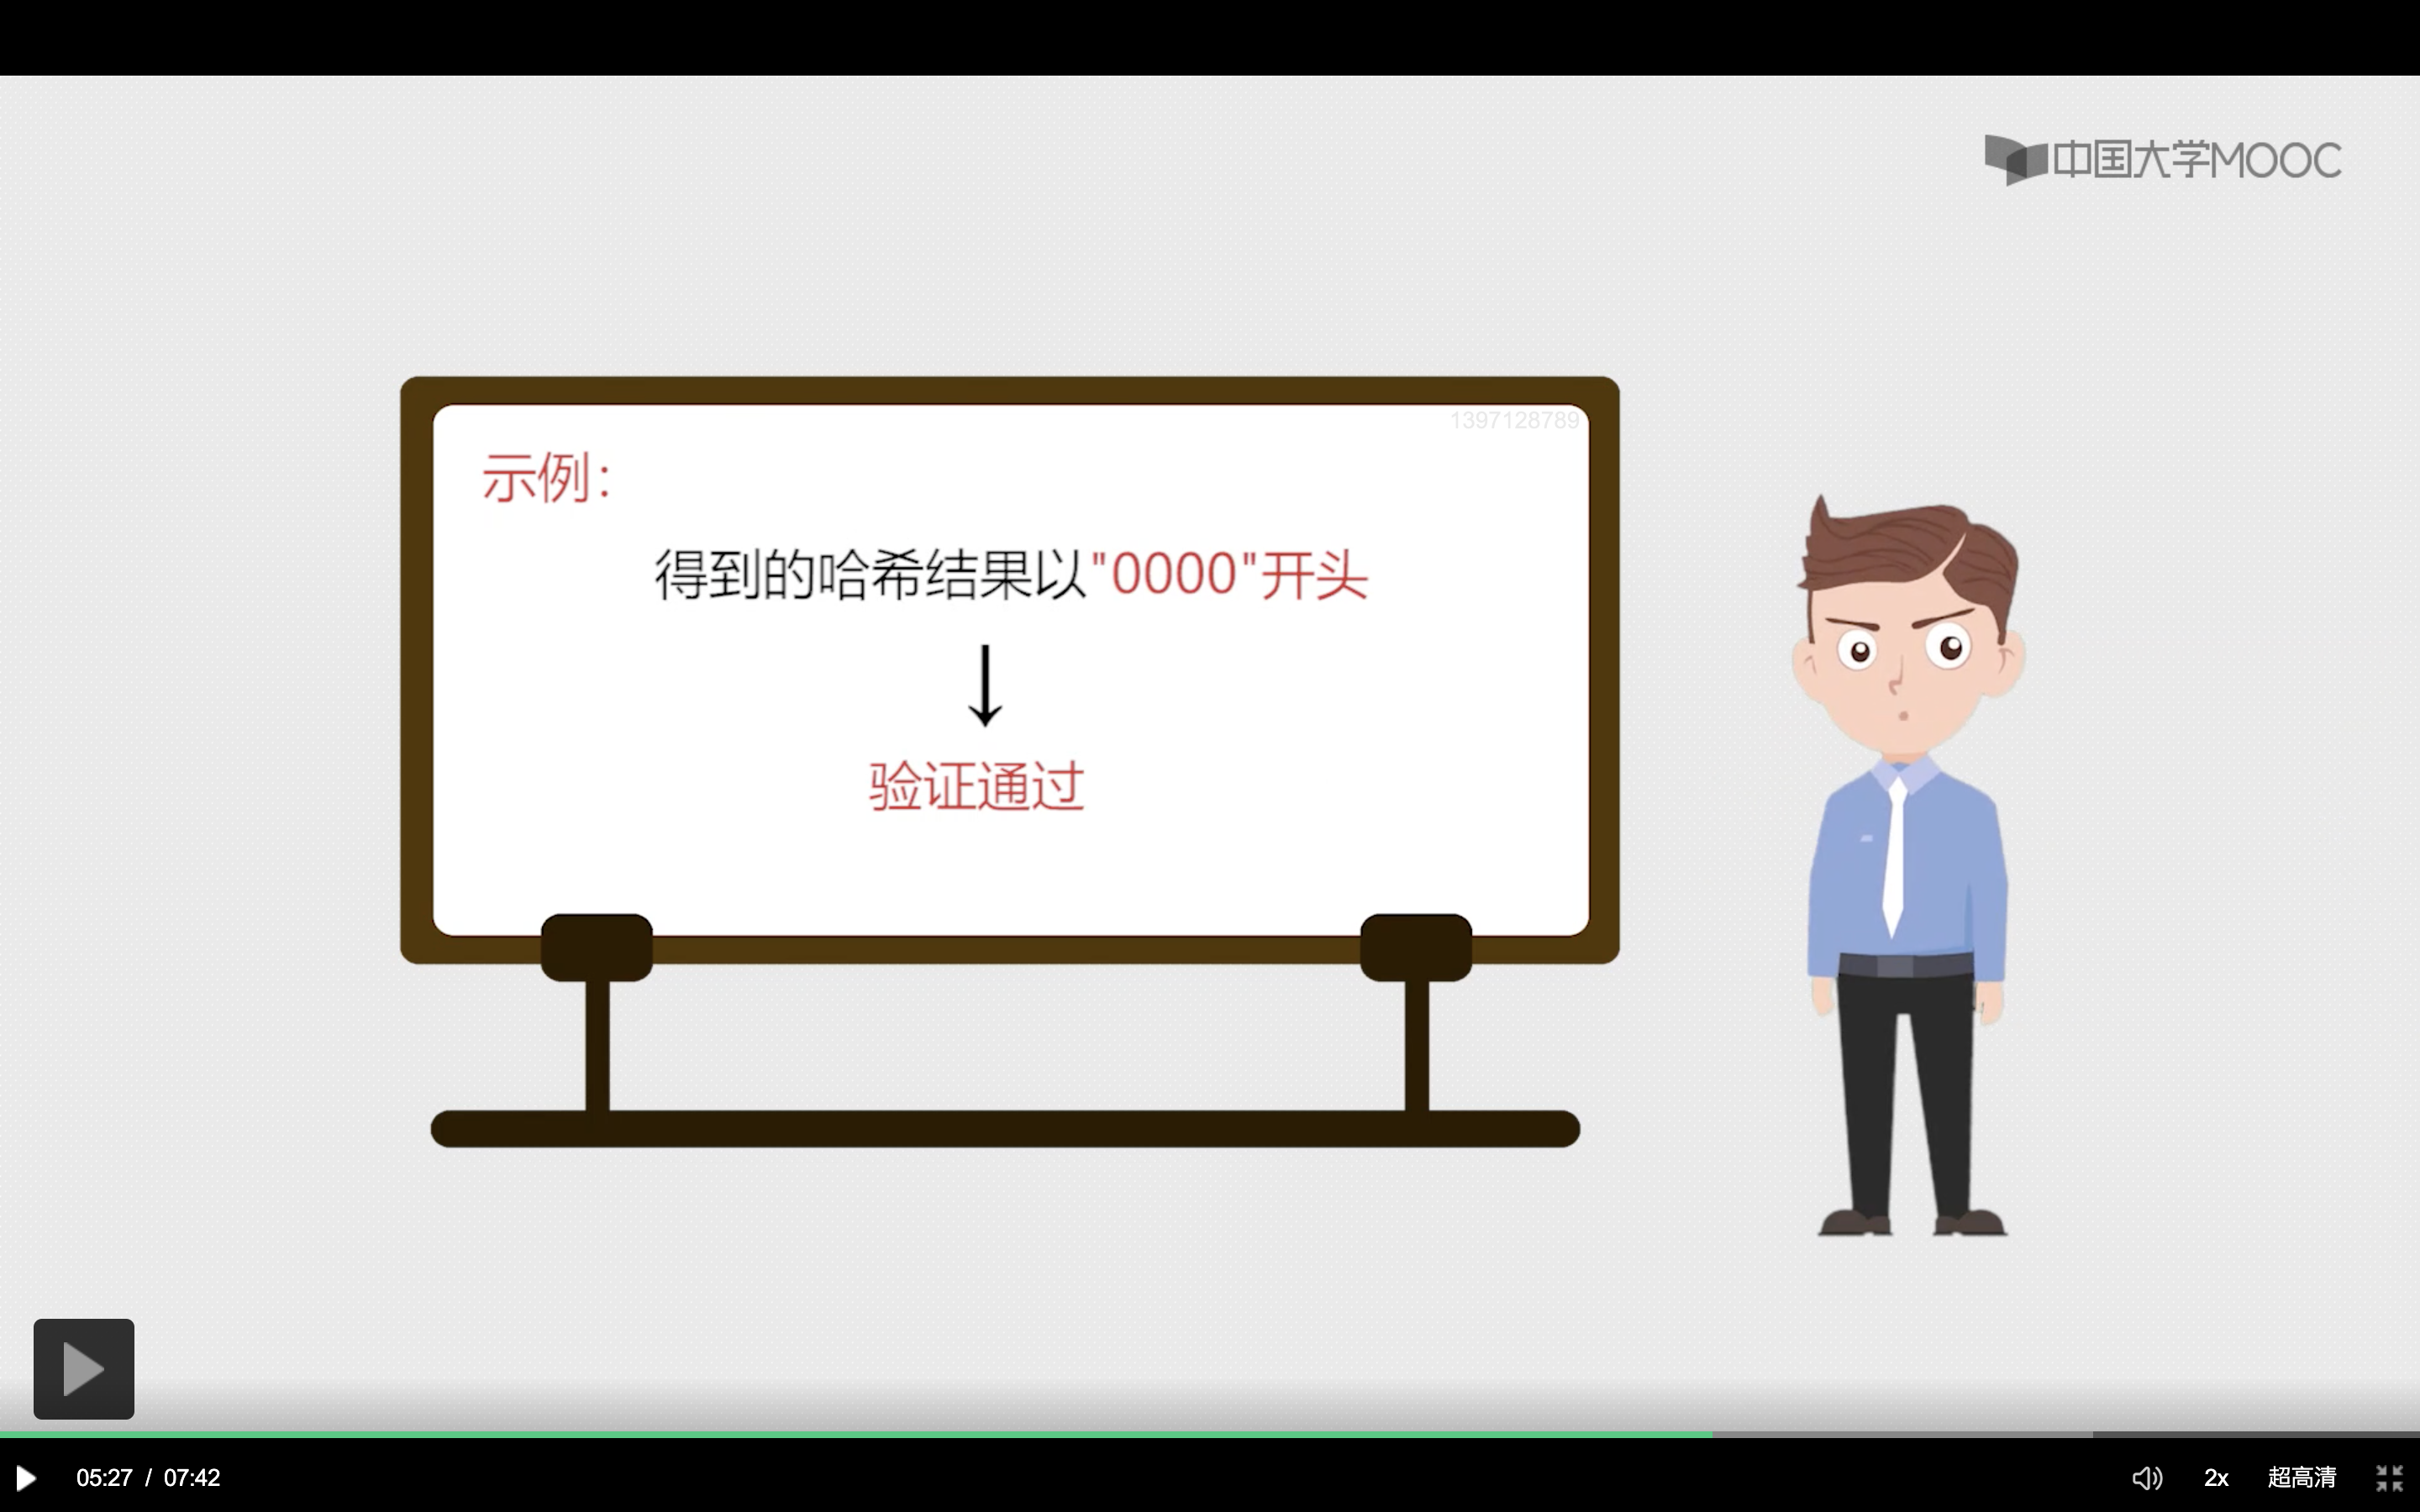 中国大学MOOC
1397128789
示例：
得到的哈希结果以"0000"开头
↓
验证通过
05:27 / 07:42
2x
超高清